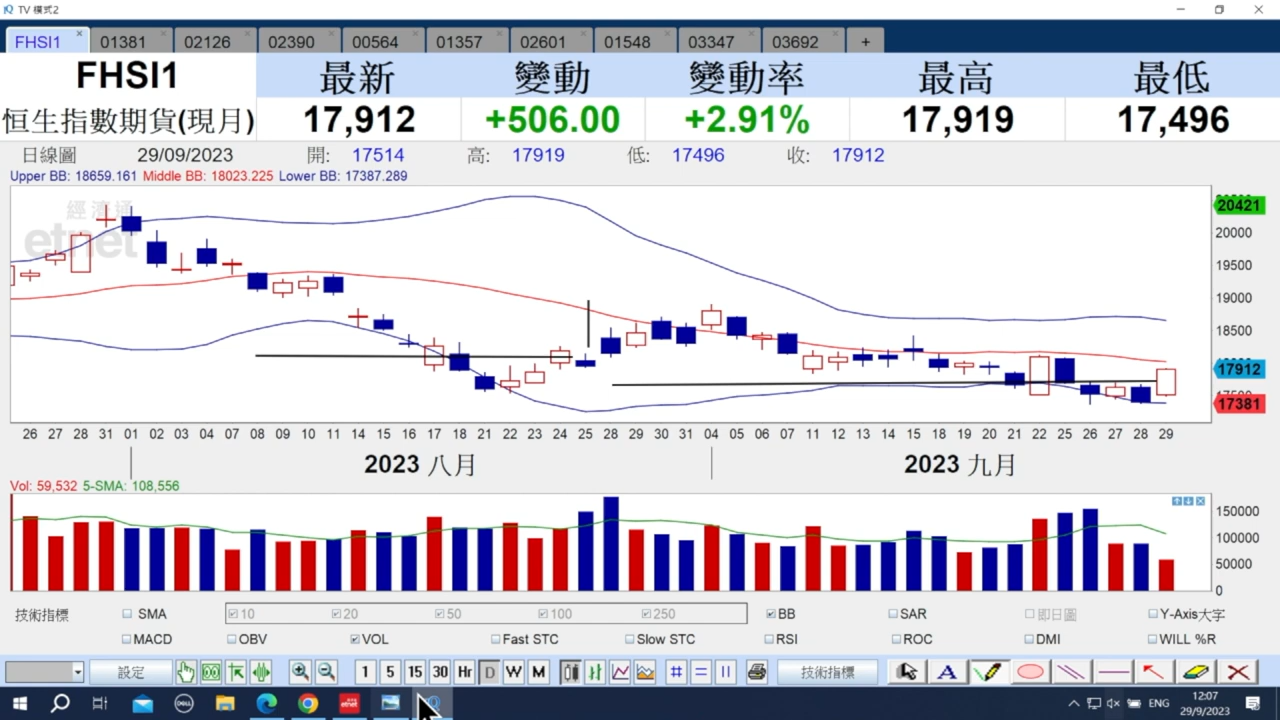 TV 模式2
FHSI1 01381 02126 02390 00564 01357 02601 01548 03347 03692 +
FHSI1 最新 變動 變動率 最高 最低
恒生指數期貨(現月) 17,912 +506.00 +2.91% 17,919 17,496
日線圖 29/09/2023 開: 17514 高: 17919 低: 17496 收: 17912
Upper BB: 18659.161 Middle BB: 18023.225 Lower BB: 17387.289
經濟通
etnet
20421
20000
19500
19000
18500
17912
17381
26 27 28 31 01 02 03 04 07 08 09 10 11 14 15 16 17 18 21 22 23 24 25 28 29 30 31 04 05 06 07 11 12 13 14 15 18 19 20 21 22 25 26 27 28 29
2023 八月 2023 九月
Vol: 59,532 5-SMA: 108,556
150000
100000
50000
0
技術指標 SMA 10 20 50 100 250 BB SAR 即日圖 Y-Axis大字
MACD OBV VOL Fast STC Slow STC RSI ROC DMI WILL %R
設定 1 5 15 30 Hr D W M 技術指標 A
DELL etnet ENG 12:07
29/9/2023